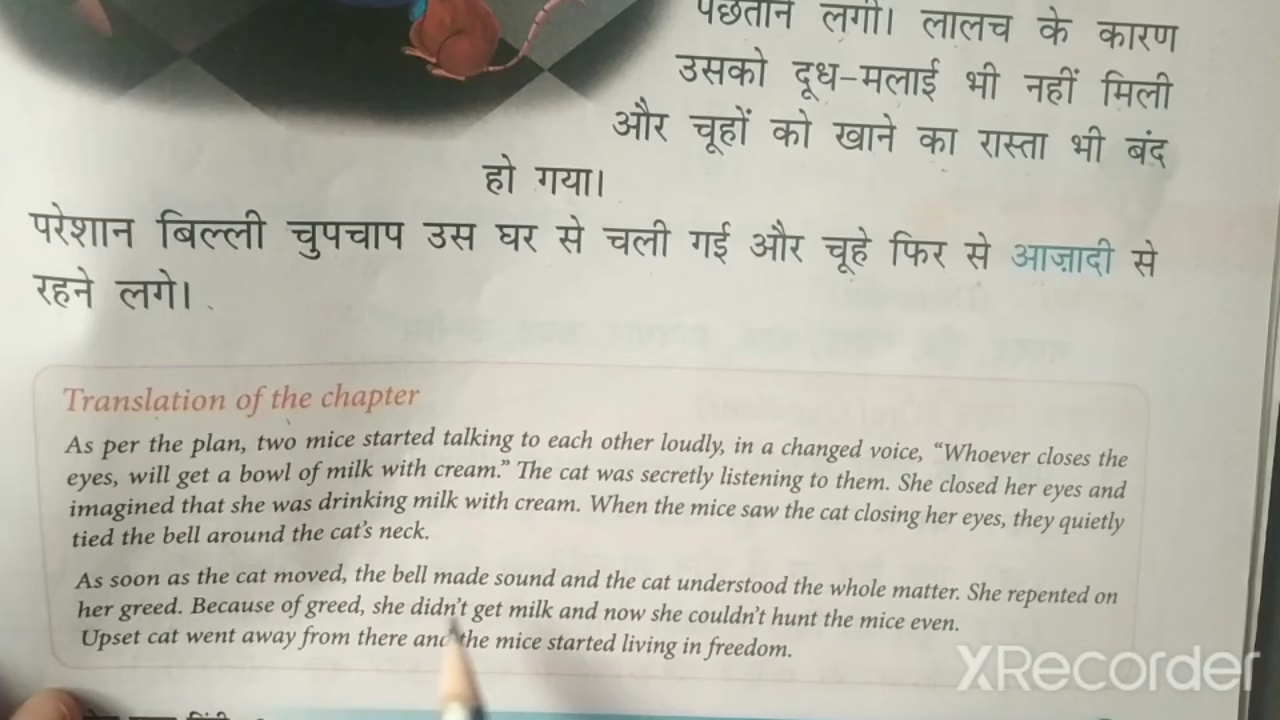 पछताने लगी। लालच के कारण
उसको दूध-मलाई भी नहीं मिली
और चूहों को खाने का रास्ता भी बंद
हो गया।
परेशान बिल्ली चुपचाप उस घर से चली गई और चूहे फिर से आज़ादी से
रहने लगे।
Translation of the chapter
As per the plan, two mice started talking to each other loudly, in a changed voice, “Whoever closes the
eyes, will get a bowl of milk with cream.” The cat was secretly listening to them. She closed her eyes and
imagined that she was drinking milk with cream. When the mice saw the cat closing her eyes, they quietly
tied the bell around the cat’s neck.
As soon as the cat moved, the bell made sound and the cat understood the whole matter. She repented on
her greed. Because of greed, she didn’t get milk and now she couldn’t hunt the mice even.
Upset cat went away from there and the mice started living in freedom.
XRecorder